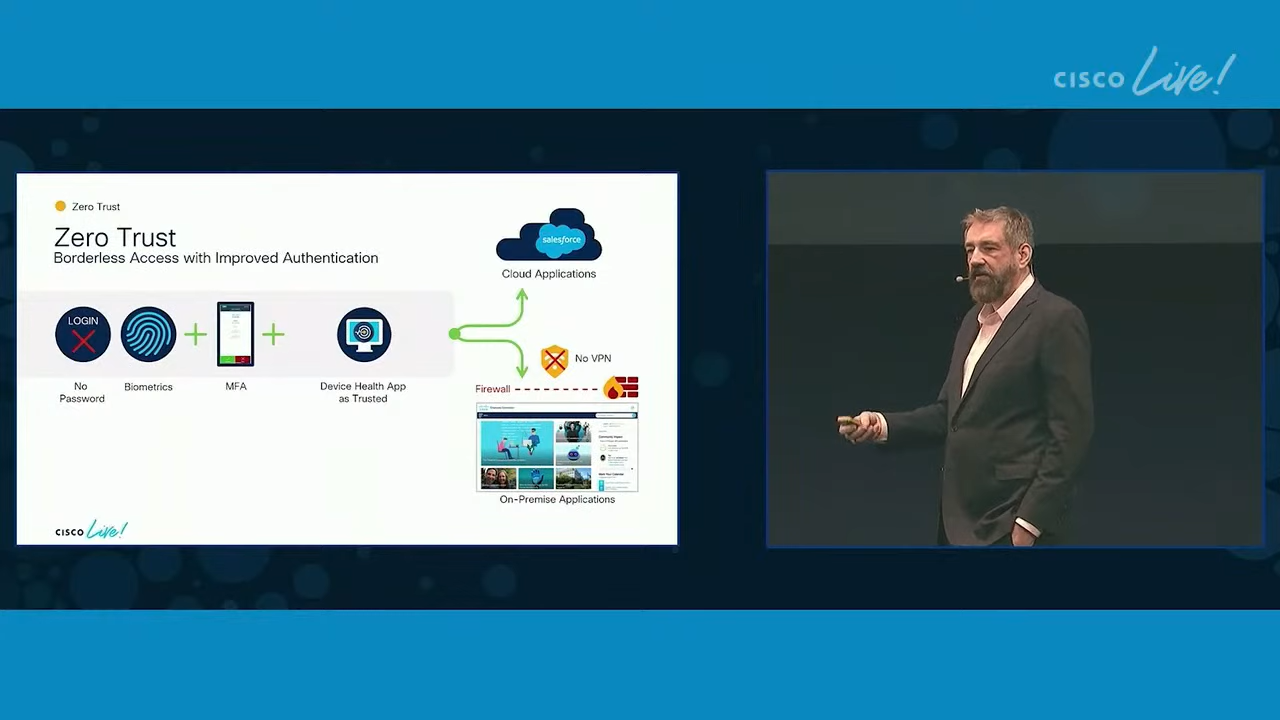 CISCO Live!
Zero Trust
Zero Trust
Borderless Access with Improved Authentication
LOGIN
No
Password
Biometrics
MFA
Device Health App
as Trusted
salesforce
Cloud Applications
No VPN
Firewall
On-Premise Applications
CISCO Live!